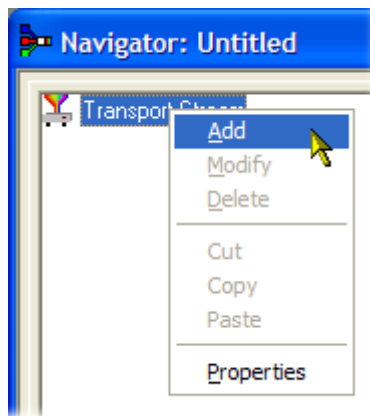 Navigator: Untitled
Transport Stream
Add
Modify
Delete
Cut
Copy
Paste
Properties